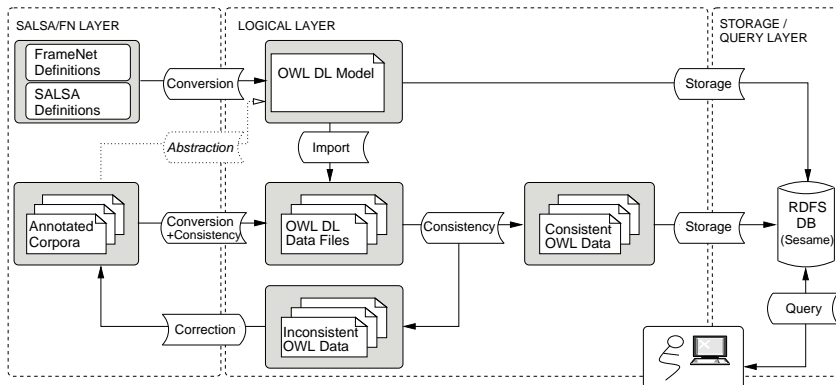 SALSA/FN LAYER
LOGICAL LAYER
STORAGE /
QUERY LAYER
FrameNet
Definitions
SALSA
Definitions
Conversion
OWL DL Model
Storage
Abstraction
Import
Annotated
Corpora
Conversion
+Consistency
OWL DL
Data Files
Consistency
Consistent
OWL Data
Storage
RDFS
DB
(Sesame)
Correction
Inconsistent
OWL Data
Query